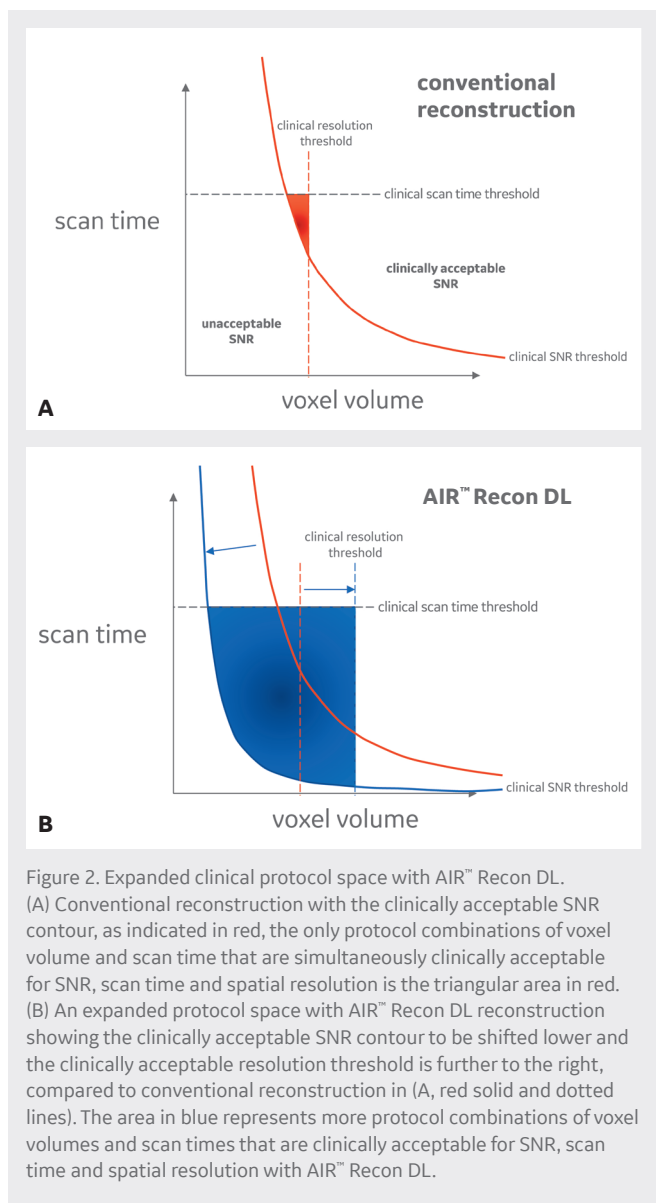 conventional
reconstruction
clinical resolution
threshold
clinical scan time threshold
scan time
clinically acceptable
SNR
unacceptable
SNR
clinical SNR threshold
voxel volume
A
AIR™ Recon DL
clinical resolution
threshold
clinical scan time threshold
scan time
clinical SNR threshold
voxel volume
B
Figure 2. Expanded clinical protocol space with AIR™ Recon DL.
(A) Conventional reconstruction with the clinically acceptable SNR
contour, as indicated in red, the only protocol combinations of voxel
volume and scan time that are simultaneously clinically acceptable
for SNR, scan time and spatial resolution is the triangular area in red.
(B) An expanded protocol space with AIR™ Recon DL reconstruction
showing the clinically acceptable SNR contour to be shifted lower and
the clinically acceptable resolution threshold is further to the right,
compared to conventional reconstruction in (A, red solid and dotted
lines). The area in blue represents more protocol combinations of voxel
volumes and scan times that are clinically acceptable for SNR, scan
time and spatial resolution with AIR™ Recon DL.